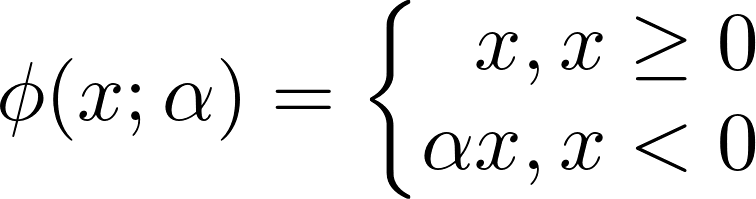 ϕ(x; α) = { x, x ≥ 0
αx, x < 0